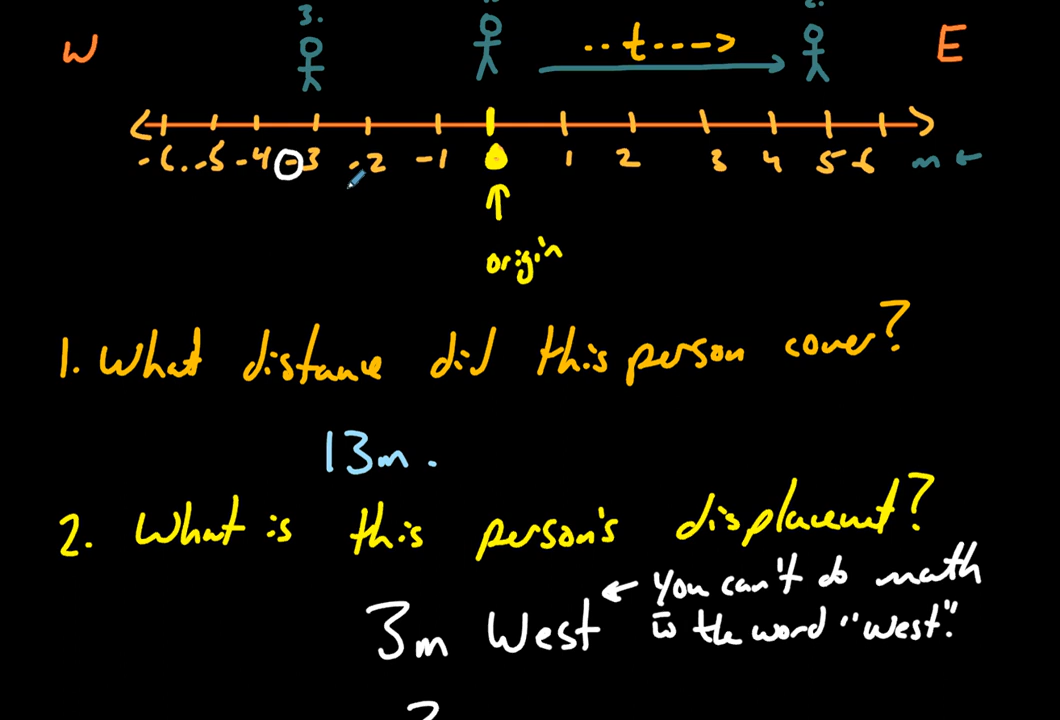 3.
W ...t---> E
-6 -5 -4 -3 -2 -1 1 2 3 4 5 6 m ←
origin
1. What distance did this person cover?
13m.
2. What is this person's displacement?
3m West ← You can't do math
w the word "west".